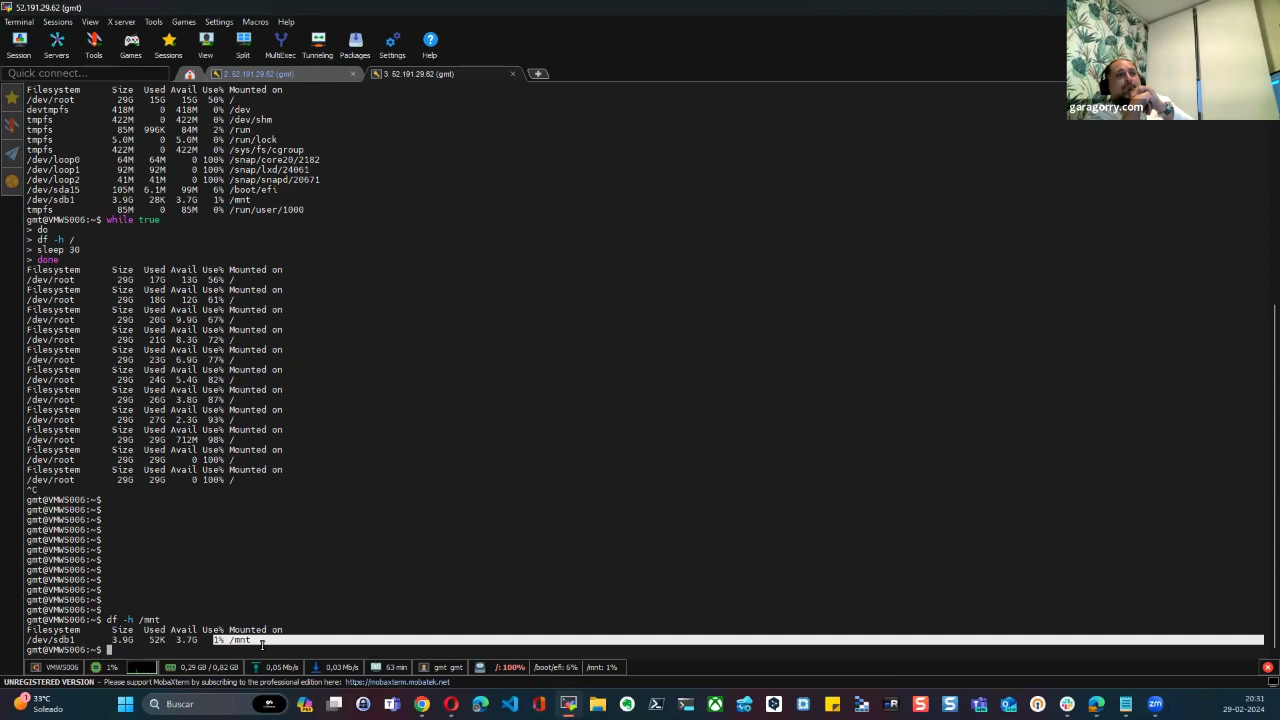 52.191.29.62 (gmt)
Terminal Sessions View X server Tools Games Settings Macros Help
Session Servers Tools Games Sessions View Split MultiExec Tunneling Packages Settings Help
Quick connect... 2. 52.191.29.62 (gmt) 3. 52.191.29.62 (gmt)
garagorry.com
Filesystem Size Used Avail Use% Mounted on
/dev/root 29G 15G 15G 50% /
devtmpfs 418M 0 418M 0% /dev
tmpfs 422M 0 422M 0% /dev/shm
tmpfs 85M 996K 84M 2% /run
tmpfs 5.0M 0 5.0M 0% /run/lock
tmpfs 422M 0 422M 0% /sys/fs/cgroup
/dev/loop0 64M 64M 0 100% /snap/core20/2182
/dev/loop1 92M 92M 0 100% /snap/lxd/24061
/dev/loop2 41M 41M 0 100% /snap/snapd/20671
/dev/sda15 105M 6.1M 99M 6% /boot/efi
/dev/sdb1 3.9G 28K 3.7G 1% /mnt
tmpfs 85M 0 85M 0% /run/user/1000
gmt@VMWS006:~$ while true
> do
> df -h /
> sleep 30
> done
Filesystem Size Used Avail Use% Mounted on
/dev/root 29G 17G 13G 56% /
Filesystem Size Used Avail Use% Mounted on
/dev/root 29G 18G 12G 61% /
Filesystem Size Used Avail Use% Mounted on
/dev/root 29G 20G 9.9G 67% /
Filesystem Size Used Avail Use% Mounted on
/dev/root 29G 21G 8.3G 72% /
Filesystem Size Used Avail Use% Mounted on
/dev/root 29G 23G 6.9G 77% /
Filesystem Size Used Avail Use% Mounted on
/dev/root 29G 24G 5.4G 82% /
Filesystem Size Used Avail Use% Mounted on
/dev/root 29G 26G 3.8G 87% /
Filesystem Size Used Avail Use% Mounted on
/dev/root 29G 27G 2.3G 93% /
Filesystem Size Used Avail Use% Mounted on
/dev/root 29G 29G 712M 98% /
Filesystem Size Used Avail Use% Mounted on
/dev/root 29G 29G 0 100% /
Filesystem Size Used Avail Use% Mounted on
/dev/root 29G 29G 0 100% /
^C
gmt@VMWS006:~$
gmt@VMWS006:~$
gmt@VMWS006:~$
gmt@VMWS006:~$
gmt@VMWS006:~$
gmt@VMWS006:~$
gmt@VMWS006:~$
gmt@VMWS006:~$
gmt@VMWS006:~$
gmt@VMWS006:~$
gmt@VMWS006:~$
gmt@VMWS006:~$
gmt@VMWS006:~$ df -h /mnt
Filesystem Size Used Avail Use% Mounted on
/dev/sdb1 3.9G 52K 3.7G 1% /mnt
gmt@VMWS006:~$
VMWS006 1% 0,29 GB / 0,82 GB 0,05 Mb/s 0,03 Mb/s 63 min gmt gmt /: 100% /boot/efi: 6% /mnt: 1%
UNREGISTERED VERSION - Please support MobaXterm by subscribing to the professional edition here: https://mobaxterm.mobatek.net
33°C
Soleado
Buscar
20:31
29-02-2024